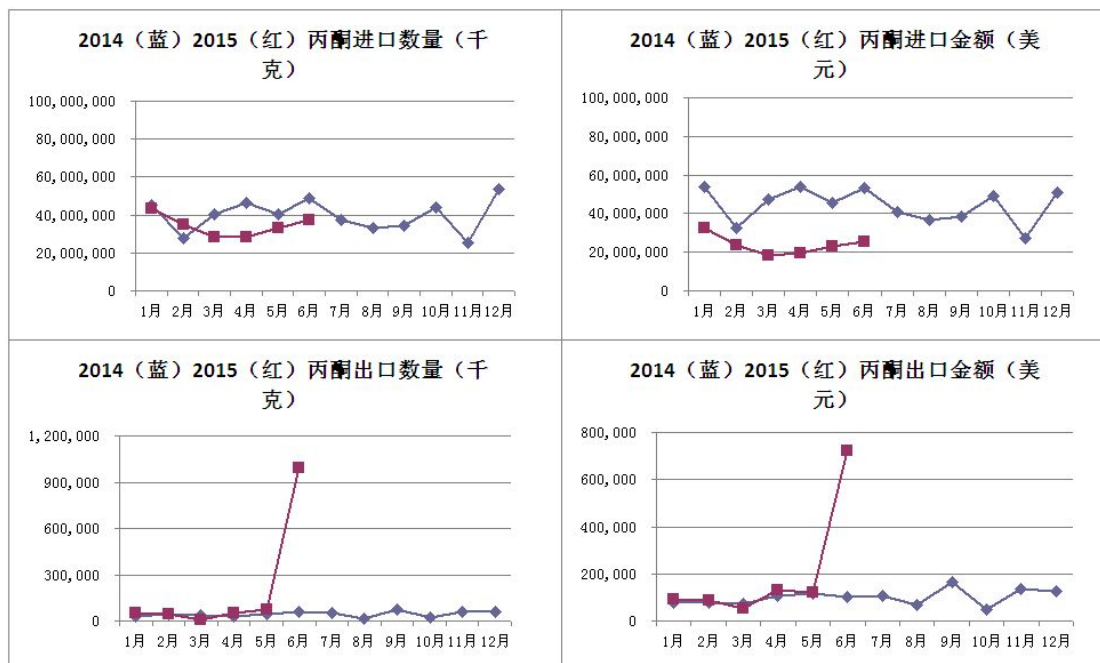 2014（蓝）2015（红）丙酮进口数量（千
克）
100,000,000
80,000,000
60,000,000
40,000,000
20,000,000
0
1月 2月 3月 4月 5月 6月 7月 8月 9月 10月 11月 12月
2014（蓝）2015（红）丙酮进口金额（美
元）
100,000,000
80,000,000
60,000,000
40,000,000
20,000,000
0
1月 2月 3月 4月 5月 6月 7月 8月 9月 10月 11月 12月
2014（蓝）2015（红）丙酮出口数量（千
克）
1,200,000
900,000
600,000
300,000
0
1月 2月 3月 4月 5月 6月 7月 8月 9月 10月 11月 12月
2014（蓝）2015（红）丙酮出口金额（美
元）
800,000
600,000
400,000
200,000
0
1月 2月 3月 4月 5月 6月 7月 8月 9月 10月 11月 12月